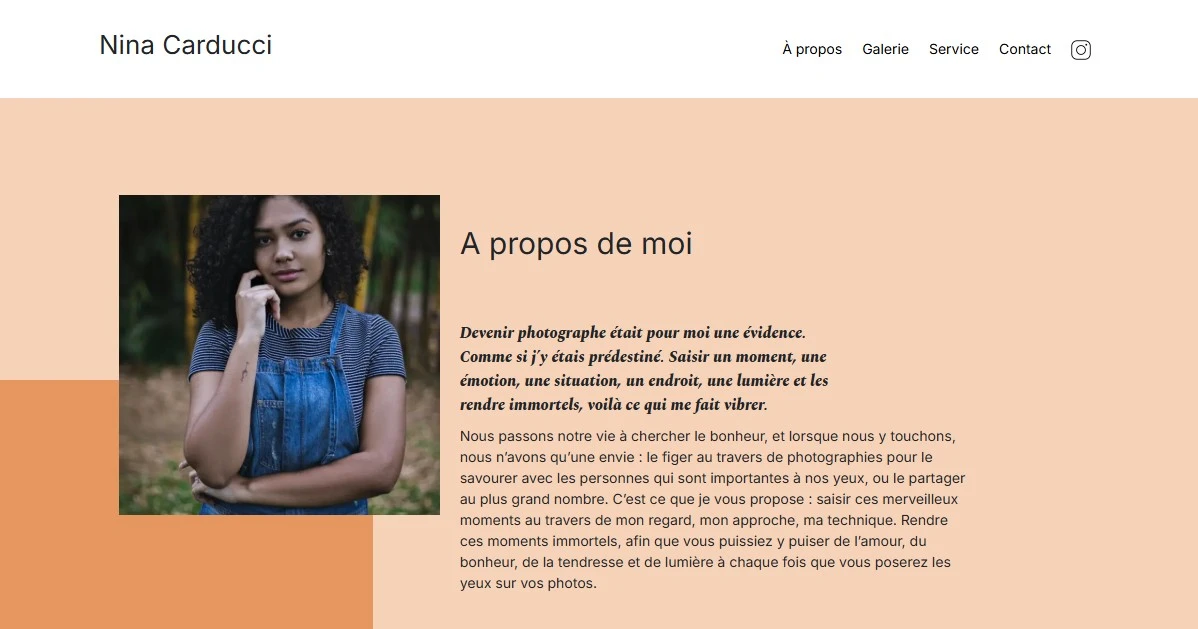 Nina Carducci
À propos Galerie Service Contact
A propos de moi
Devenir photographe était pour moi une évidence.
Comme si j'y étais prédestiné. Saisir un moment, une
émotion, une situation, un endroit, une lumière et les
rendre immortels, voilà ce qui me fait vibrer.
Nous passons notre vie à chercher le bonheur, et lorsque nous y touchons,
nous n’avons qu’une envie : le figer au travers de photographies pour le
savourer avec les personnes qui sont importantes à nos yeux, ou le partager
au plus grand nombre. C’est ce que je vous propose : saisir ces merveilleux
moments au travers de mon regard, mon approche, ma technique. Rendre
ces moments immortels, afin que vous puissiez y puiser de l’amour, du
bonheur, de la tendresse et de lumière à chaque fois que vous poserez les
yeux sur vos photos.